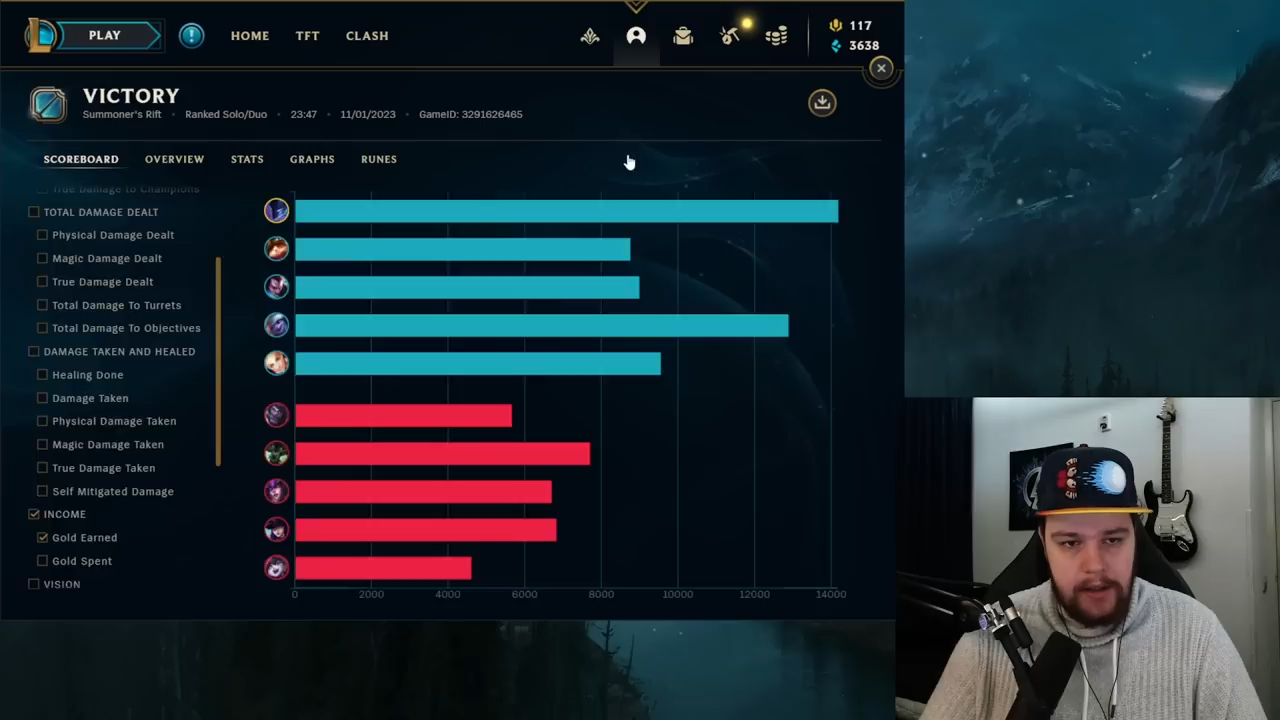 PLAY
HOME
TFT
CLASH
117
3638
VICTORY
Summoner's Rift • Ranked Solo/Duo • 23:47 • 11/01/2023 • GameID: 3291626465
SCOREBOARD
OVERVIEW
STATS
GRAPHS
RUNES
True Damage to Champions
TOTAL DAMAGE DEALT
Physical Damage Dealt
Magic Damage Dealt
True Damage Dealt
Total Damage To Turrets
Total Damage To Objectives
DAMAGE TAKEN AND HEALED
Healing Done
Damage Taken
Physical Damage Taken
Magic Damage Taken
True Damage Taken
Self Mitigated Damage
INCOME
Gold Earned
Gold Spent
VISION
0 2000 4000 6000 8000 10000 12000 14000